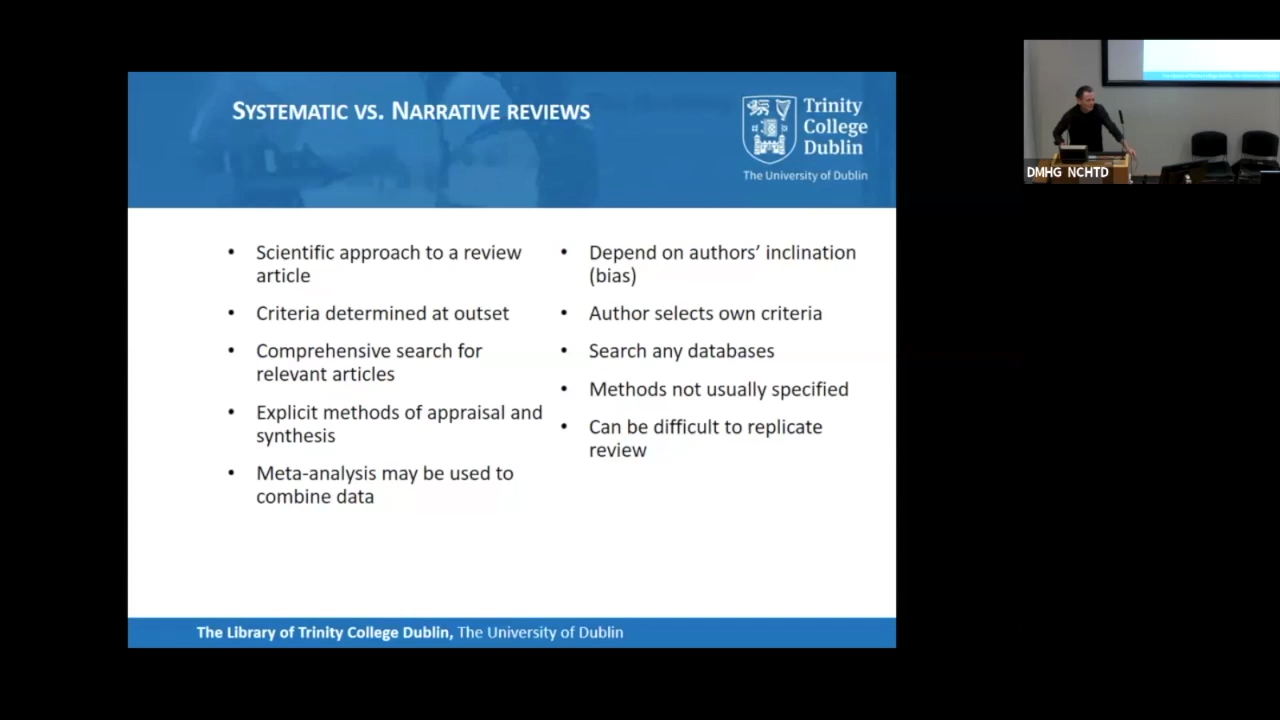 SYSTEMATIC VS. NARRATIVE REVIEWS
Trinity
College
Dublin
The University of Dublin
• Scientific approach to a review
article
• Criteria determined at outset
• Comprehensive search for
relevant articles
• Explicit methods of appraisal and
synthesis
• Meta-analysis may be used to
combine data
• Depend on authors’ inclination
(bias)
• Author selects own criteria
• Search any databases
• Methods not usually specified
• Can be difficult to replicate
review
The Library of Trinity College Dublin, The University of Dublin
DMHG NCHTD